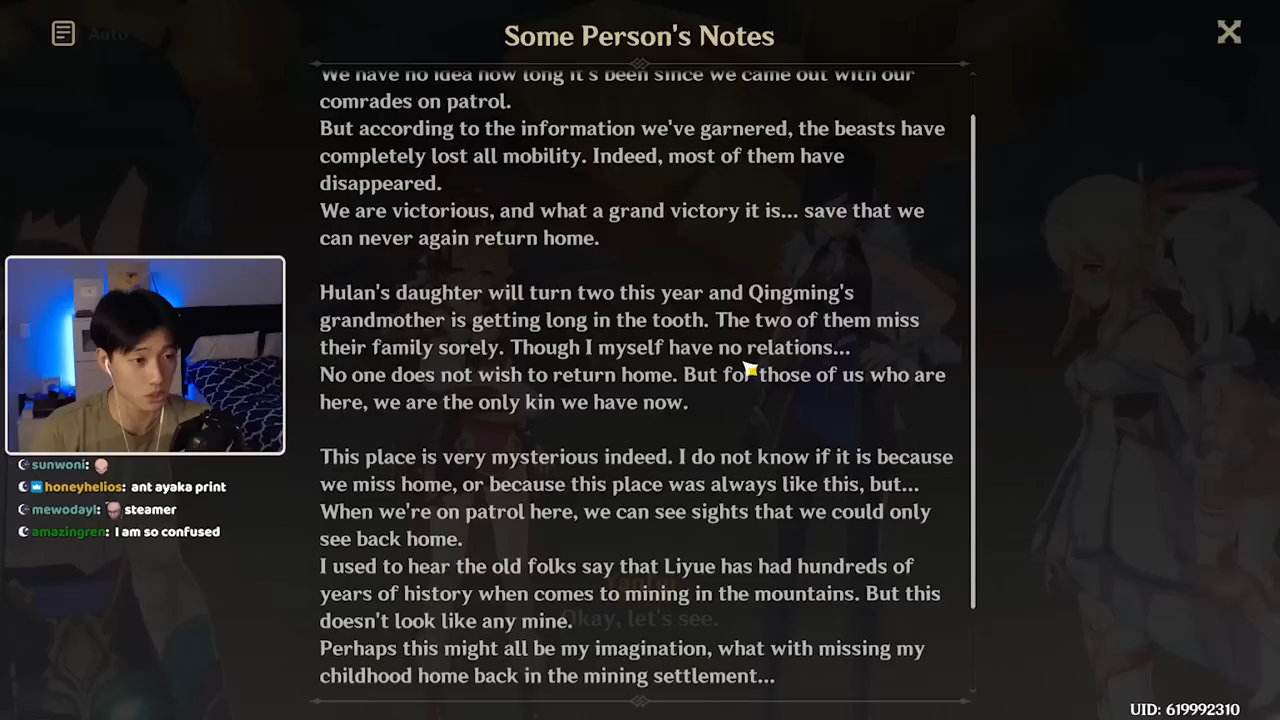 Auto
Some Person's Notes
We have no idea how long it's been since we came out with our
comrades on patrol.
But according to the information we've garnered, the beasts have
completely lost all mobility. Indeed, most of them have
disappeared.
We are victorious, and what a grand victory it is... save that we
can never again return home.
Hulan's daughter will turn two this year and Qingming's
grandmother is getting long in the tooth. The two of them miss
their family sorely. Though I myself have no relations...
No one does not wish to return home. But for those of us who are
here, we are the only kin we have now.
This place is very mysterious indeed. I do not know if it is because
we miss home, or because this place was always like this, but...
When we're on patrol here, we can see sights that we could only
see back home.
I used to hear the old folks say that Liyue has had hundreds of
years of history when comes to mining in the mountains. But this
doesn't look like any mine.
Perhaps this might all be my imagination, what with missing my
childhood home back in the mining settlement...
Okay, let's see.
sunwoni:
honeyhelios: ant ayaka print
mewodayl: steamer
amazingren: I am so confused
UID: 619992310